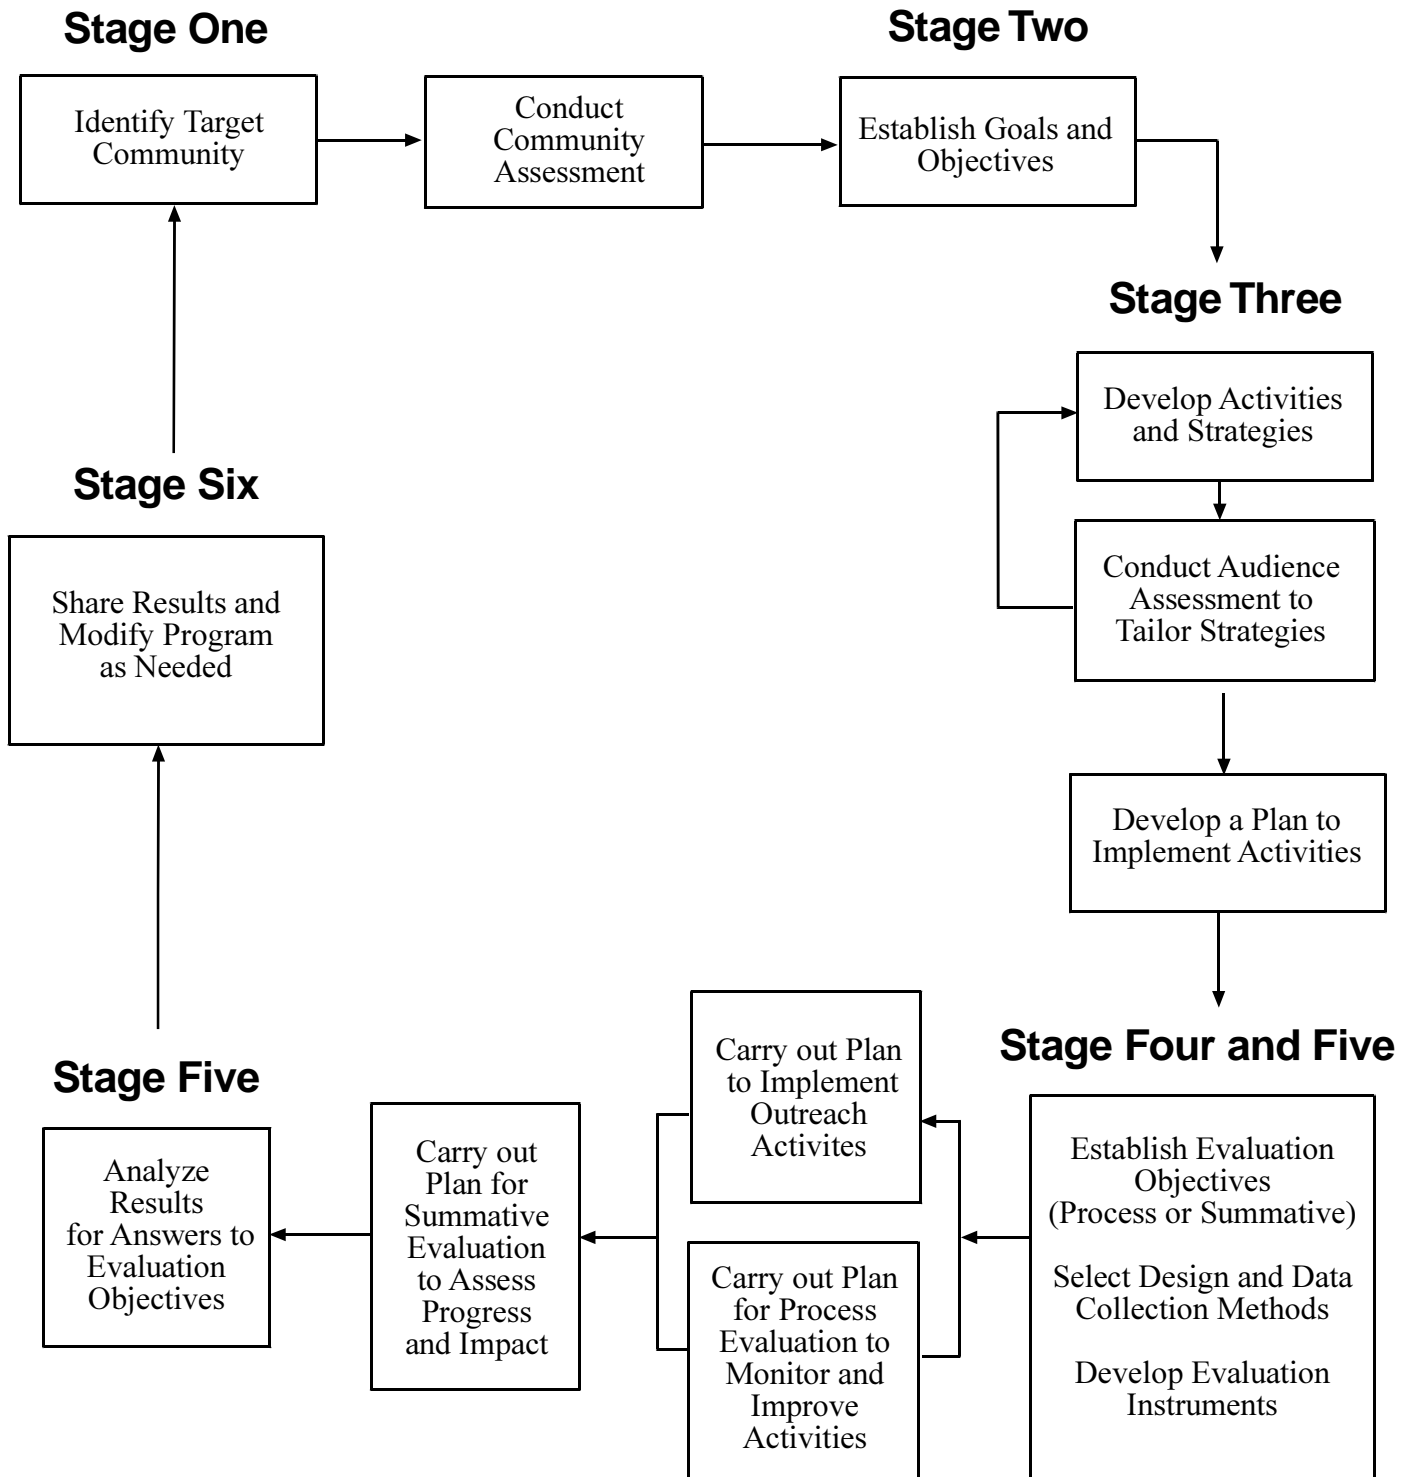 Stage One
Identify Target
Community
Conduct
Community
Assessment
Stage Two
Establish Goals and
Objectives
Stage Three
Develop Activities
and Strategies
Conduct Audience
Assessment to
Tailor Strategies
Develop a Plan to
Implement Activities
Stage Four and Five
Establish Evaluation
Objectives
(Process or Summative)
Select Design and Data
Collection Methods
Develop Evaluation
Instruments
Carry out Plan
to Implement
Outreach
Activites
Carry out Plan
for Process
Evaluation to
Monitor and
Improve
Activities
Carry out
Plan for
Summative
Evaluation
to Assess
Progress
and Impact
Stage Five
Analyze
Results
for Answers to
Evaluation
Objectives
Stage Six
Share Results and
Modify Program
as Needed